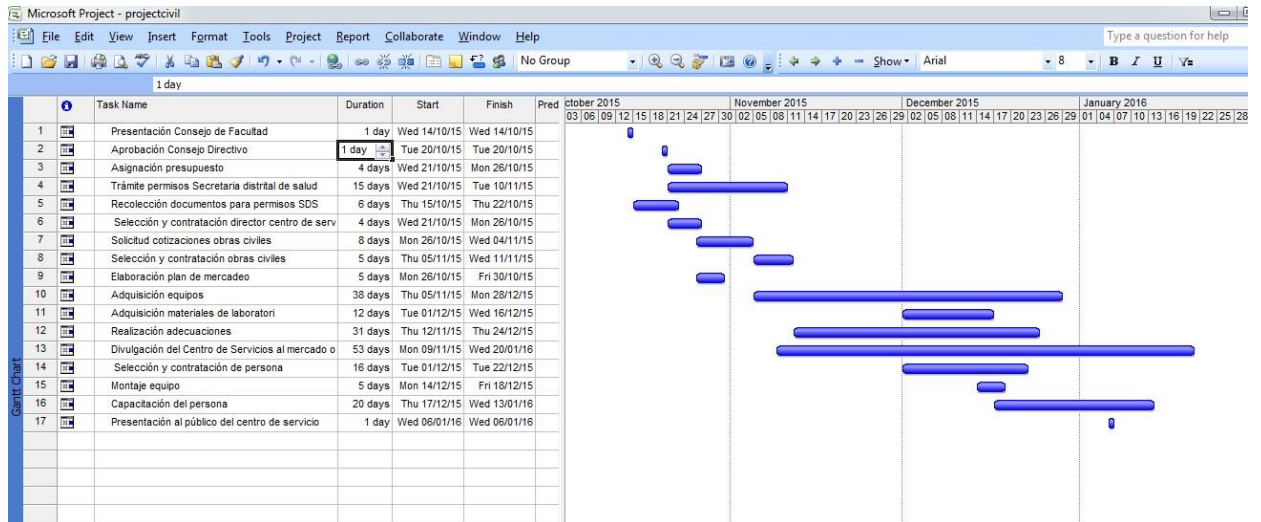 Microsoft Project - projectcivil
File Edit View Insert Format Tools Project Report Collaborate Window Help Type a question for help
No Group Show Arial 8 B I U
1 day
Task Name Duration Start Finish Pred ctober 2015 November 2015 December 2015 January 2016
03 06 09 12 15 18 21 24 27 30 02 05 08 11 14 17 20 23 26 29 02 05 08 11 14 17 20 23 26 29 01 04 07 10 13 16 19 22 25 28
1 Presentación Consejo de Facultad 1 day Wed 14/10/15 Wed 14/10/15
2 Aprobación Consejo Directivo 1 day Tue 20/10/15 Tue 20/10/15
3 Asignación presupuesto 4 days Wed 21/10/15 Mon 26/10/15
4 Trámite permisos Secretaria distrital de salud 15 days Wed 21/10/15 Tue 10/11/15
5 Recolección documentos para permisos SDS 6 days Thu 15/10/15 Thu 22/10/15
6 Selección y contratación director centro de serv 4 days Wed 21/10/15 Mon 26/10/15
7 Solicitud cotizaciones obras civiles 8 days Mon 26/10/15 Wed 04/11/15
8 Selección y contratación obras civiles 5 days Thu 05/11/15 Wed 11/11/15
9 Elaboración plan de mercadeo 5 days Mon 26/10/15 Fri 30/10/15
10 Adquisición equipos 38 days Thu 05/11/15 Mon 28/12/15
11 Adquisición materiales de laboratori 12 days Tue 01/12/15 Wed 16/12/15
12 Realización adecuaciones 31 days Thu 12/11/15 Thu 24/12/15
13 Divulgación del Centro de Servicios al mercado o 53 days Mon 09/11/15 Wed 20/01/16
14 Selección y contratación de persona 16 days Tue 01/12/15 Tue 22/12/15
15 Montaje equipo 5 days Mon 14/12/15 Fri 18/12/15
16 Capacitación del persona 20 days Thu 17/12/15 Wed 13/01/16
17 Presentación al público del centro de servicio 1 day Wed 06/01/16 Wed 06/01/16
Gantt Chart